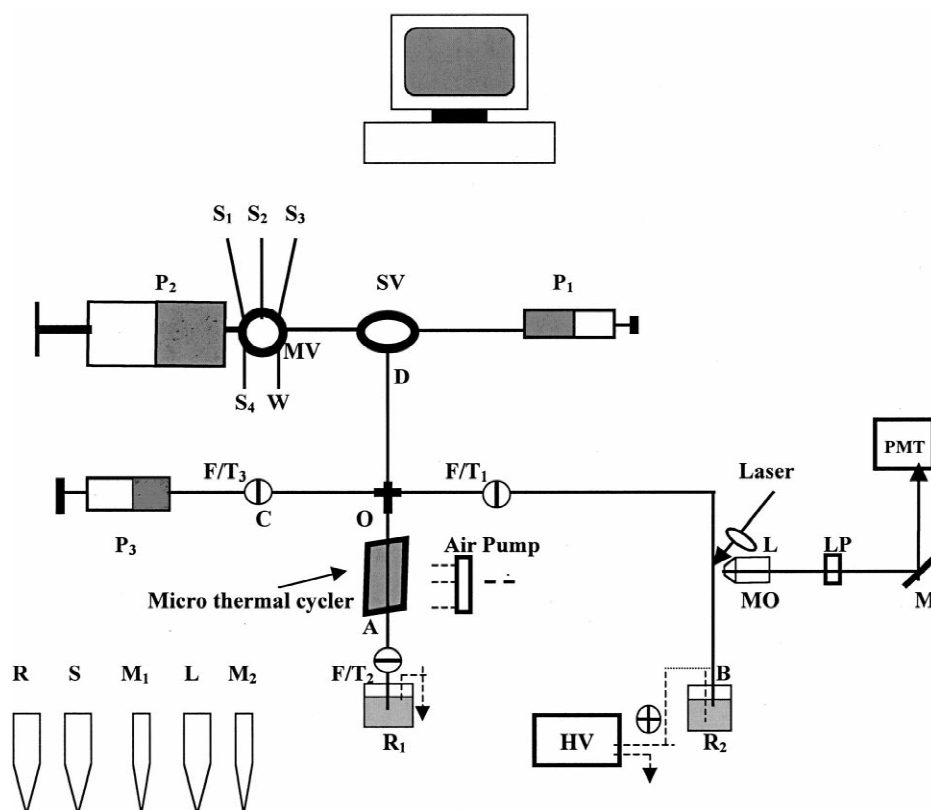 S1 S2 S3
P2 SV P1
MV
S4 W D
PMT
F/T3 F/T1 Laser
C O
P3 Air Pump L LP
Micro thermal cycler MO M
A
R S M1 L M2 F/T2 B
R1 HV R2